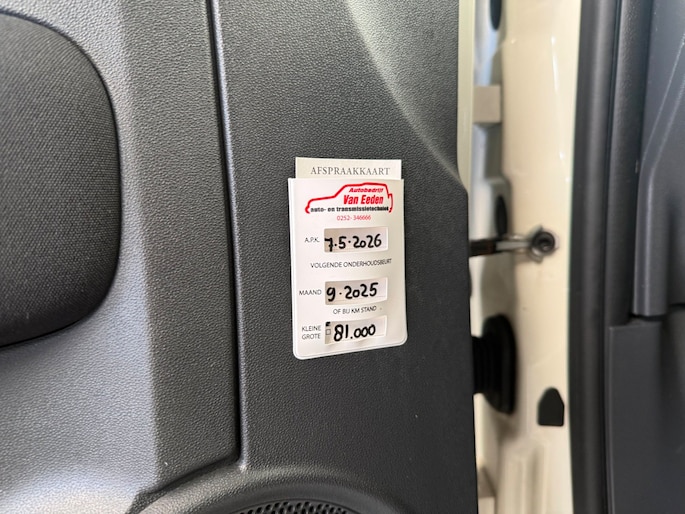 AFSPRAAKKAART
Autobedrijf
Van Eeden
auto- en transmissietechniek
0252-346666
A.P.K. 7-5-2026
VOLGENDE ONDERHOUDSBEURT
MAAND 9-2025
OF BIJ KM STAND
KLEINE
GROTE 81.000